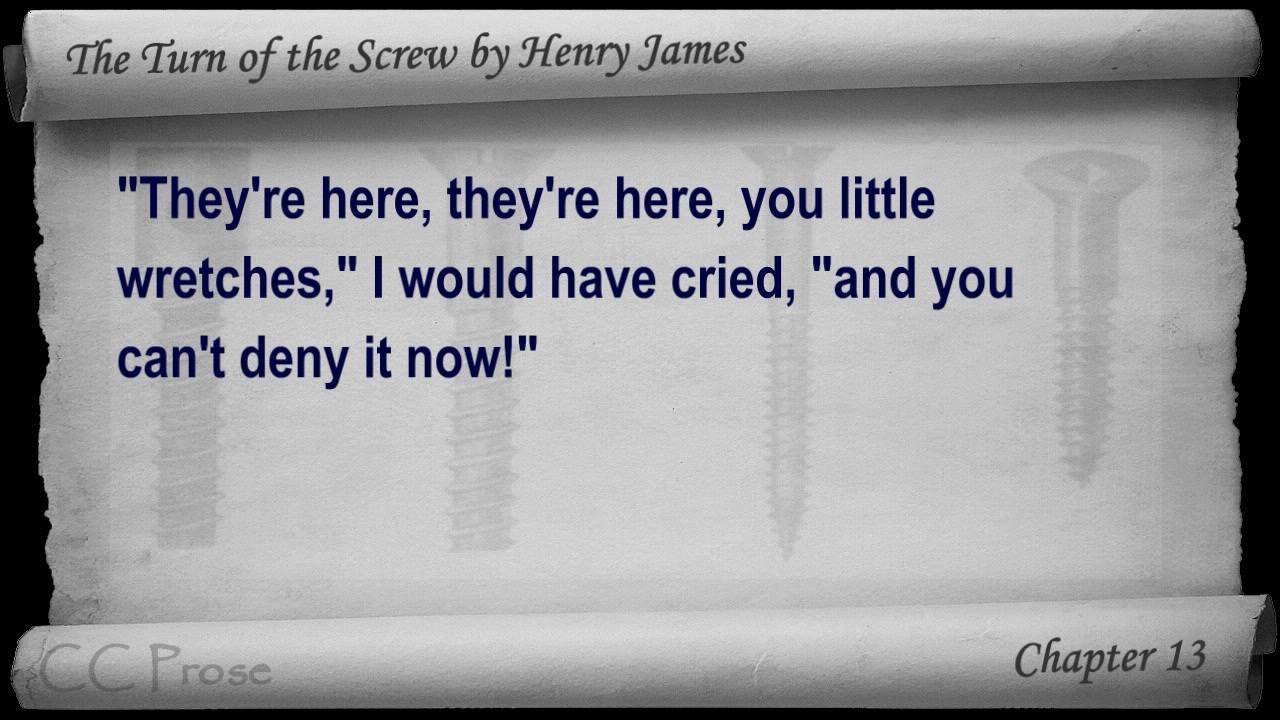 The Turn of the Screw by Henry James
"They're here, they're here, you little
wretches," I would have cried, "and you
can't deny it now!"
CC Prose
Chapter 13